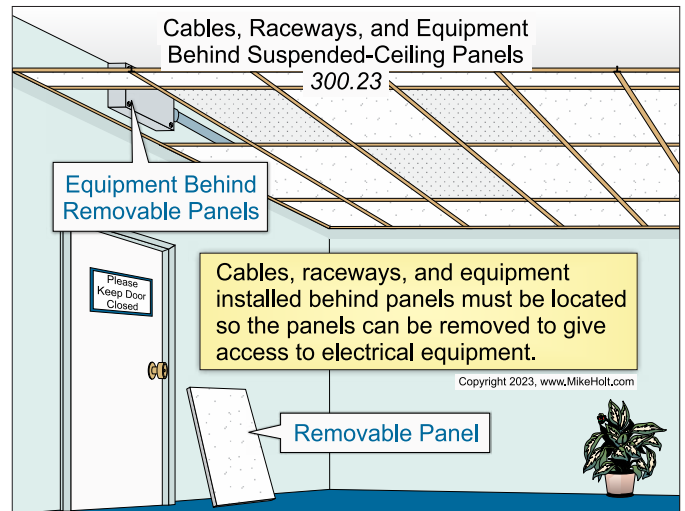 Cables, Raceways, and Equipment
Behind Suspended-Ceiling Panels
300.23
Equipment Behind
Removable Panels
Please
Keep Door
Closed
Cables, raceways, and equipment
installed behind panels must be located
so the panels can be removed to give
access to electrical equipment.
Copyright 2023, www.MikeHolt.com
Removable Panel